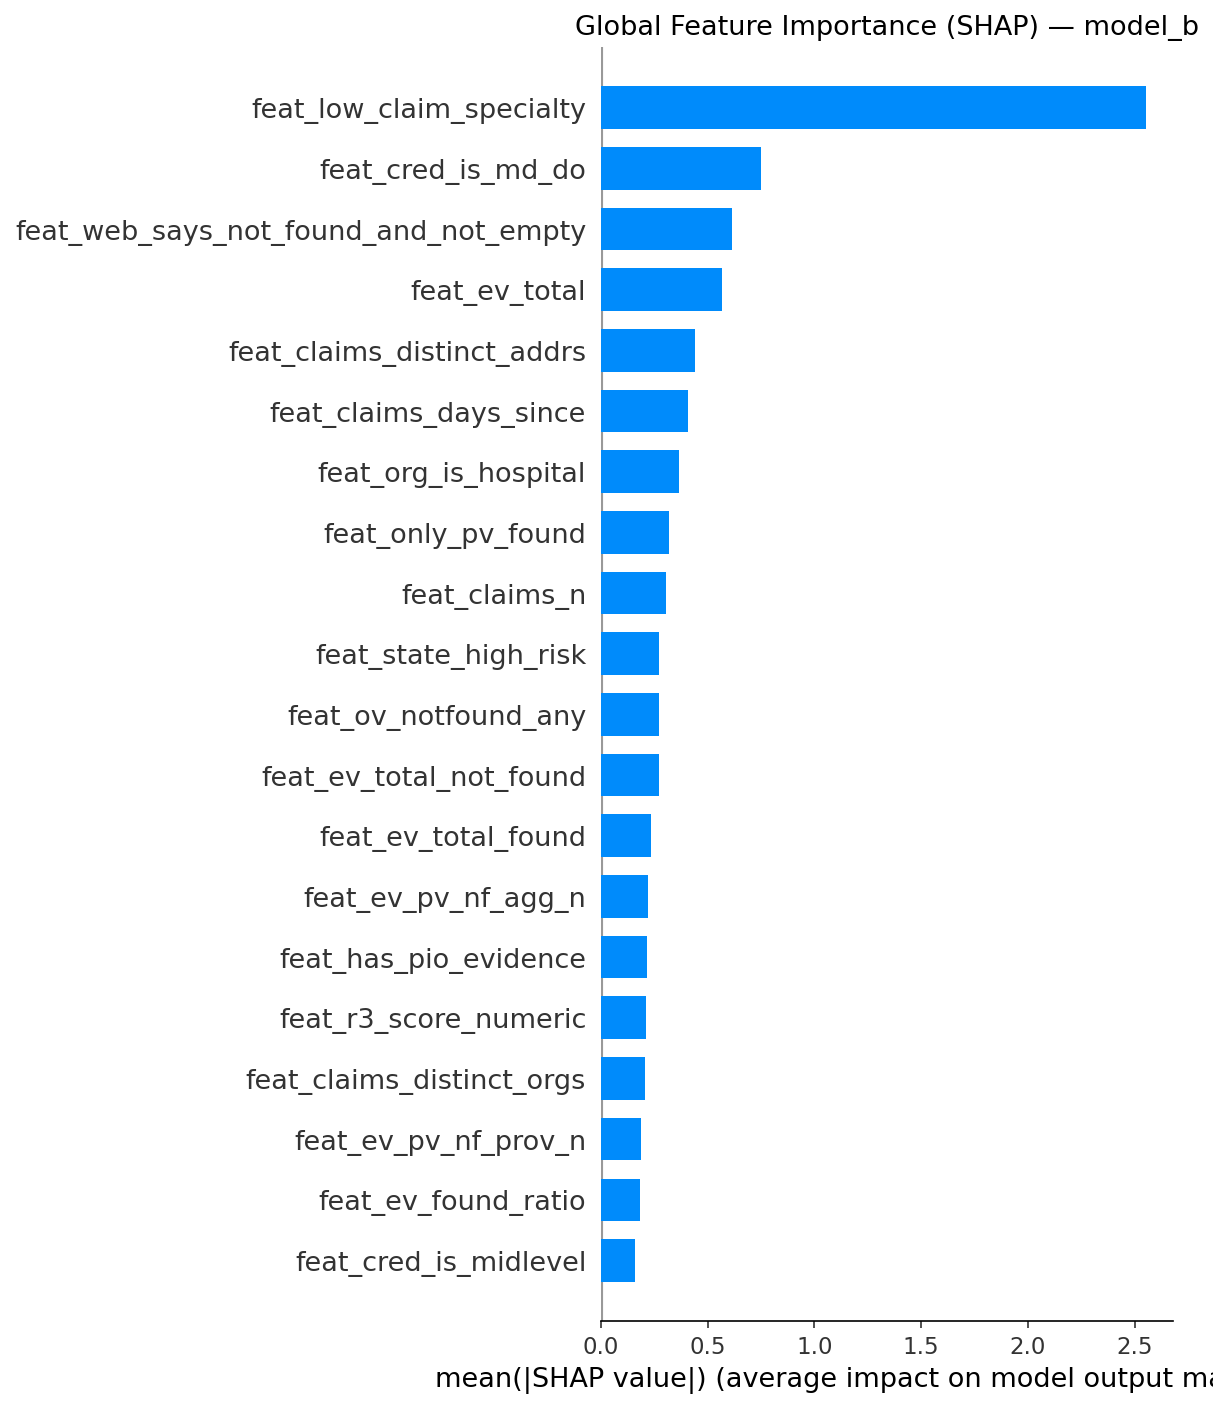 Global Feature Importance (SHAP) — model_b
feat_low_claim_specialty
feat_cred_is_md_do
feat_web_says_not_found_and_not_empty
feat_ev_total
feat_claims_distinct_addrs
feat_claims_days_since
feat_org_is_hospital
feat_only_pv_found
feat_claims_n
feat_state_high_risk
feat_ov_notfound_any
feat_ev_total_not_found
feat_ev_total_found
feat_ev_pv_nf_agg_n
feat_has_pio_evidence
feat_r3_score_numeric
feat_claims_distinct_orgs
feat_ev_pv_nf_prov_n
feat_ev_found_ratio
feat_cred_is_midlevel
0.0 0.5 1.0 1.5 2.0 2.5
mean(|SHAP value|) (average impact on model output